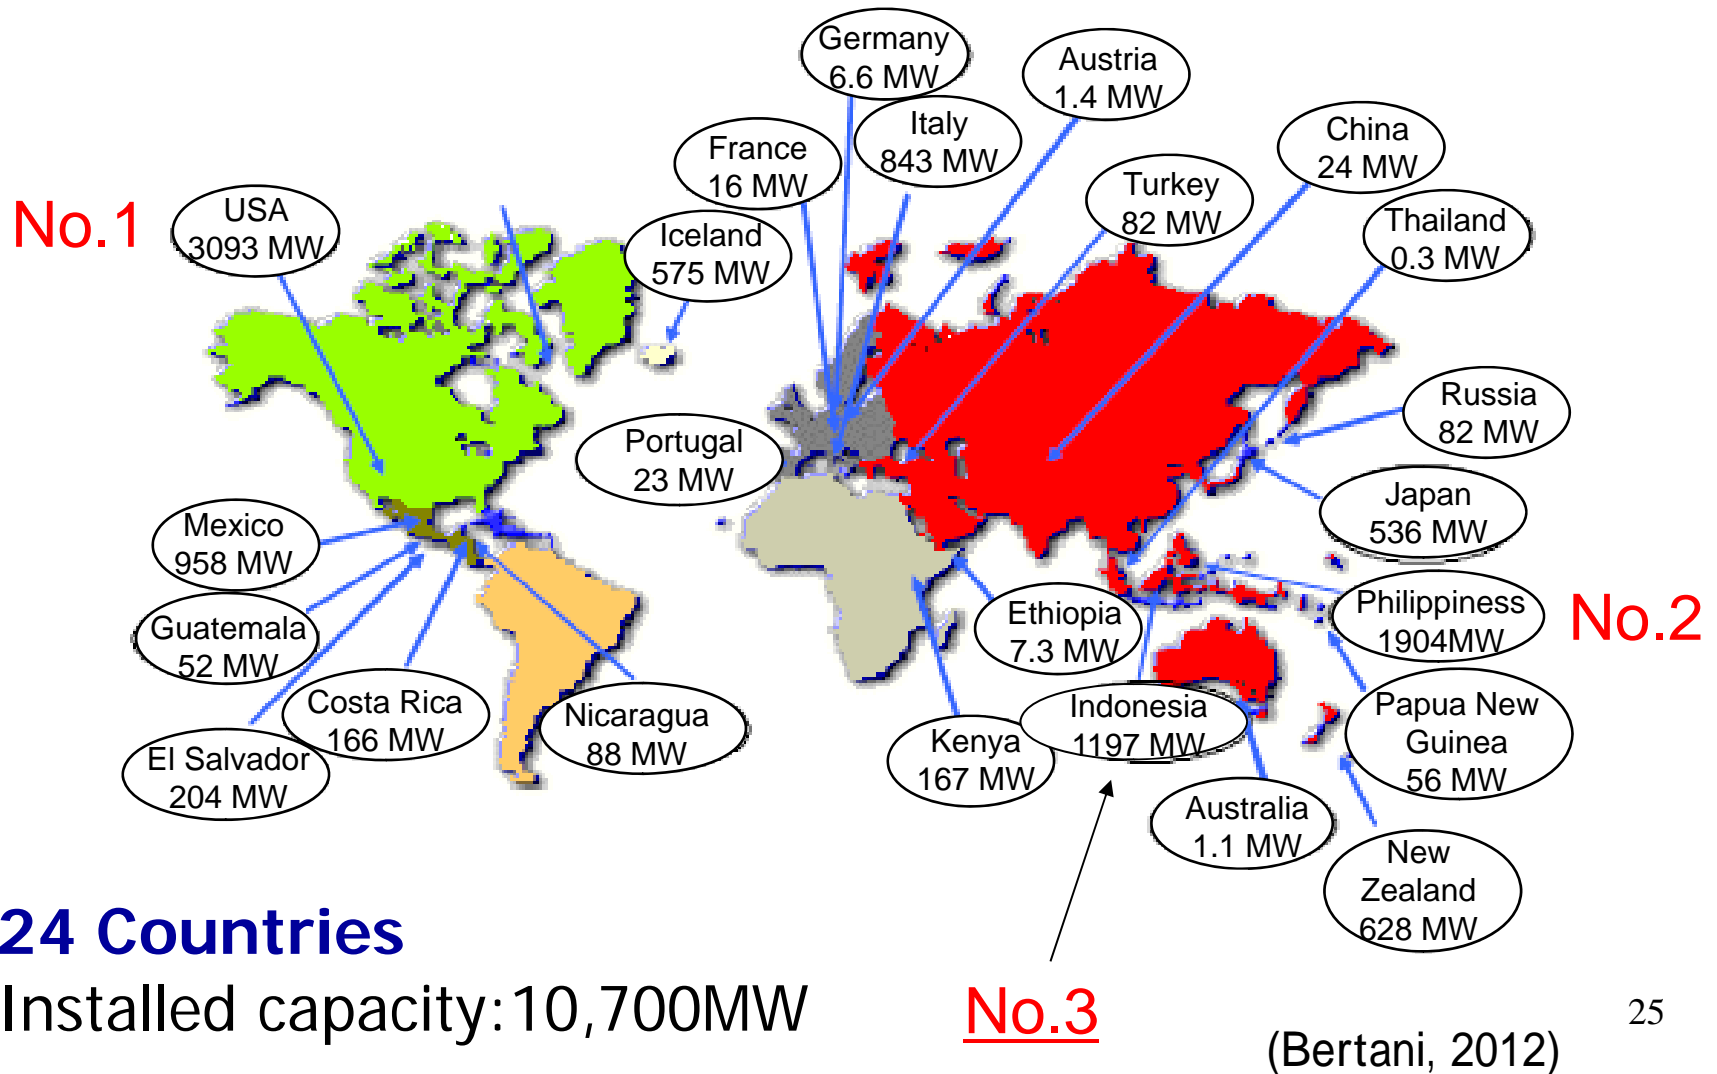 Germany
6.6 MW
Austria
1.4 MW
Italy
843 MW
China
24 MW
France
16 MW
Turkey
82 MW
No.1
USA
3093 MW
Iceland
575 MW
Thailand
0.3 MW
Russia
82 MW
Portugal
23 MW
Japan
536 MW
Mexico
958 MW
Guatemala
52 MW
Ethiopia
7.3 MW
Philippiness
1904MW
No.2
Costa Rica
166 MW
Nicaragua
88 MW
Kenya
167 MW
Indonesia
1197 MW
Papua New
Guinea
56 MW
El Salvador
204 MW
Australia
1.1 MW
New
Zealand
628 MW
24 Countries
Installed capacity:10,700MW
No.3
25
(Bertani, 2012)